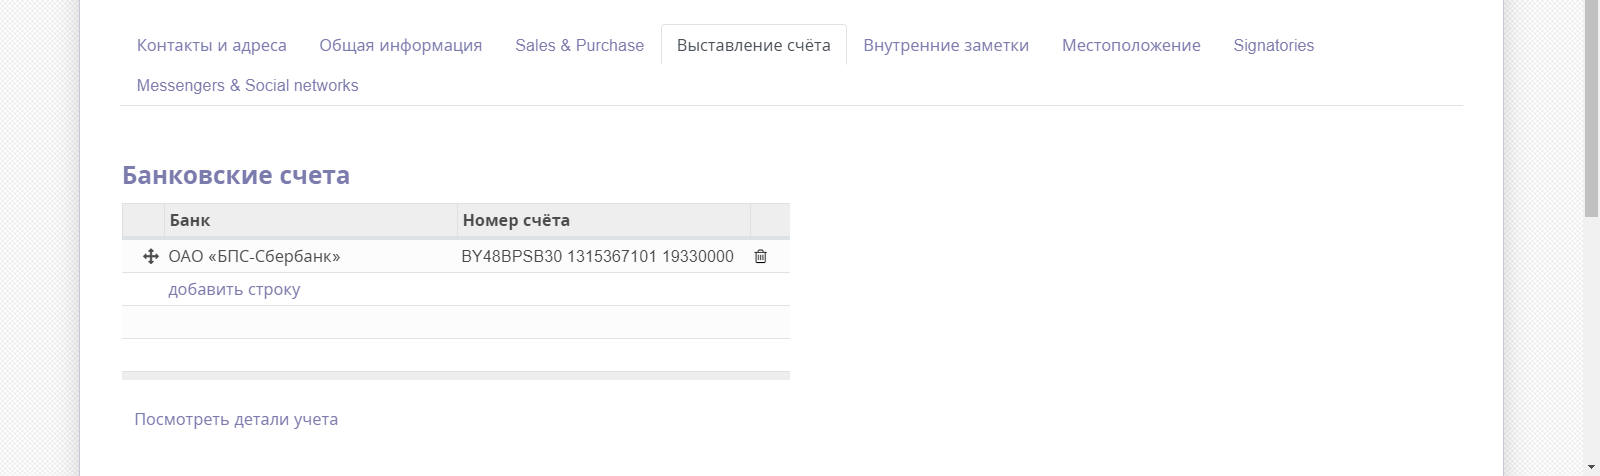 Контакты и адреса Общая информация Sales & Purchase Выставление счёта Внутренние заметки Местоположение Signatories
Messengers & Social networks
Банковские счета
Банк Номер счёта
ОАО «БПС-Сбербанк» BY48BPSB30 1315367101 19330000
добавить строку
Посмотреть детали учета